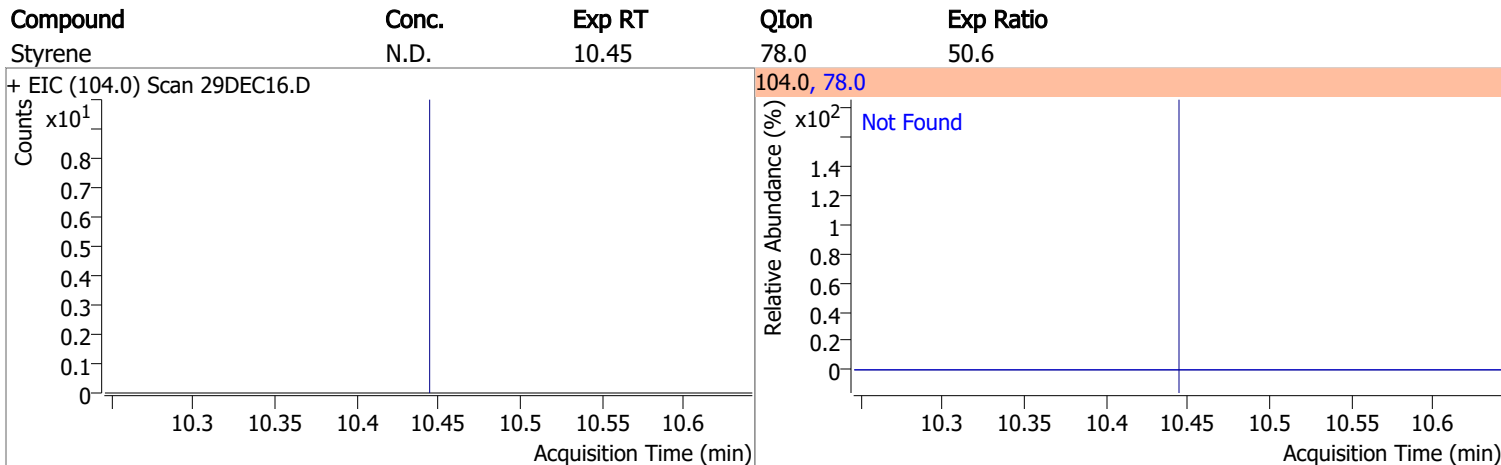 Compound Conc. Exp RT QIon Exp Ratio
Styrene N.D. 10.45 78.0 50.6
+ EIC (104.0) Scan 29DEC16.D
Counts
x10¹
0.8
0.7
0.6
0.5
0.4
0.3
0.2
0.1
0
10.3 10.35 10.4 10.45 10.5 10.55 10.6
Acquisition Time (min)
104.0, 78.0
Relative Abundance (%)
x10²
Not Found
1.4
1.2
1
0.8
0.6
0.4
0.2
0
10.3 10.35 10.4 10.45 10.5 10.55 10.6
Acquisition Time (min)